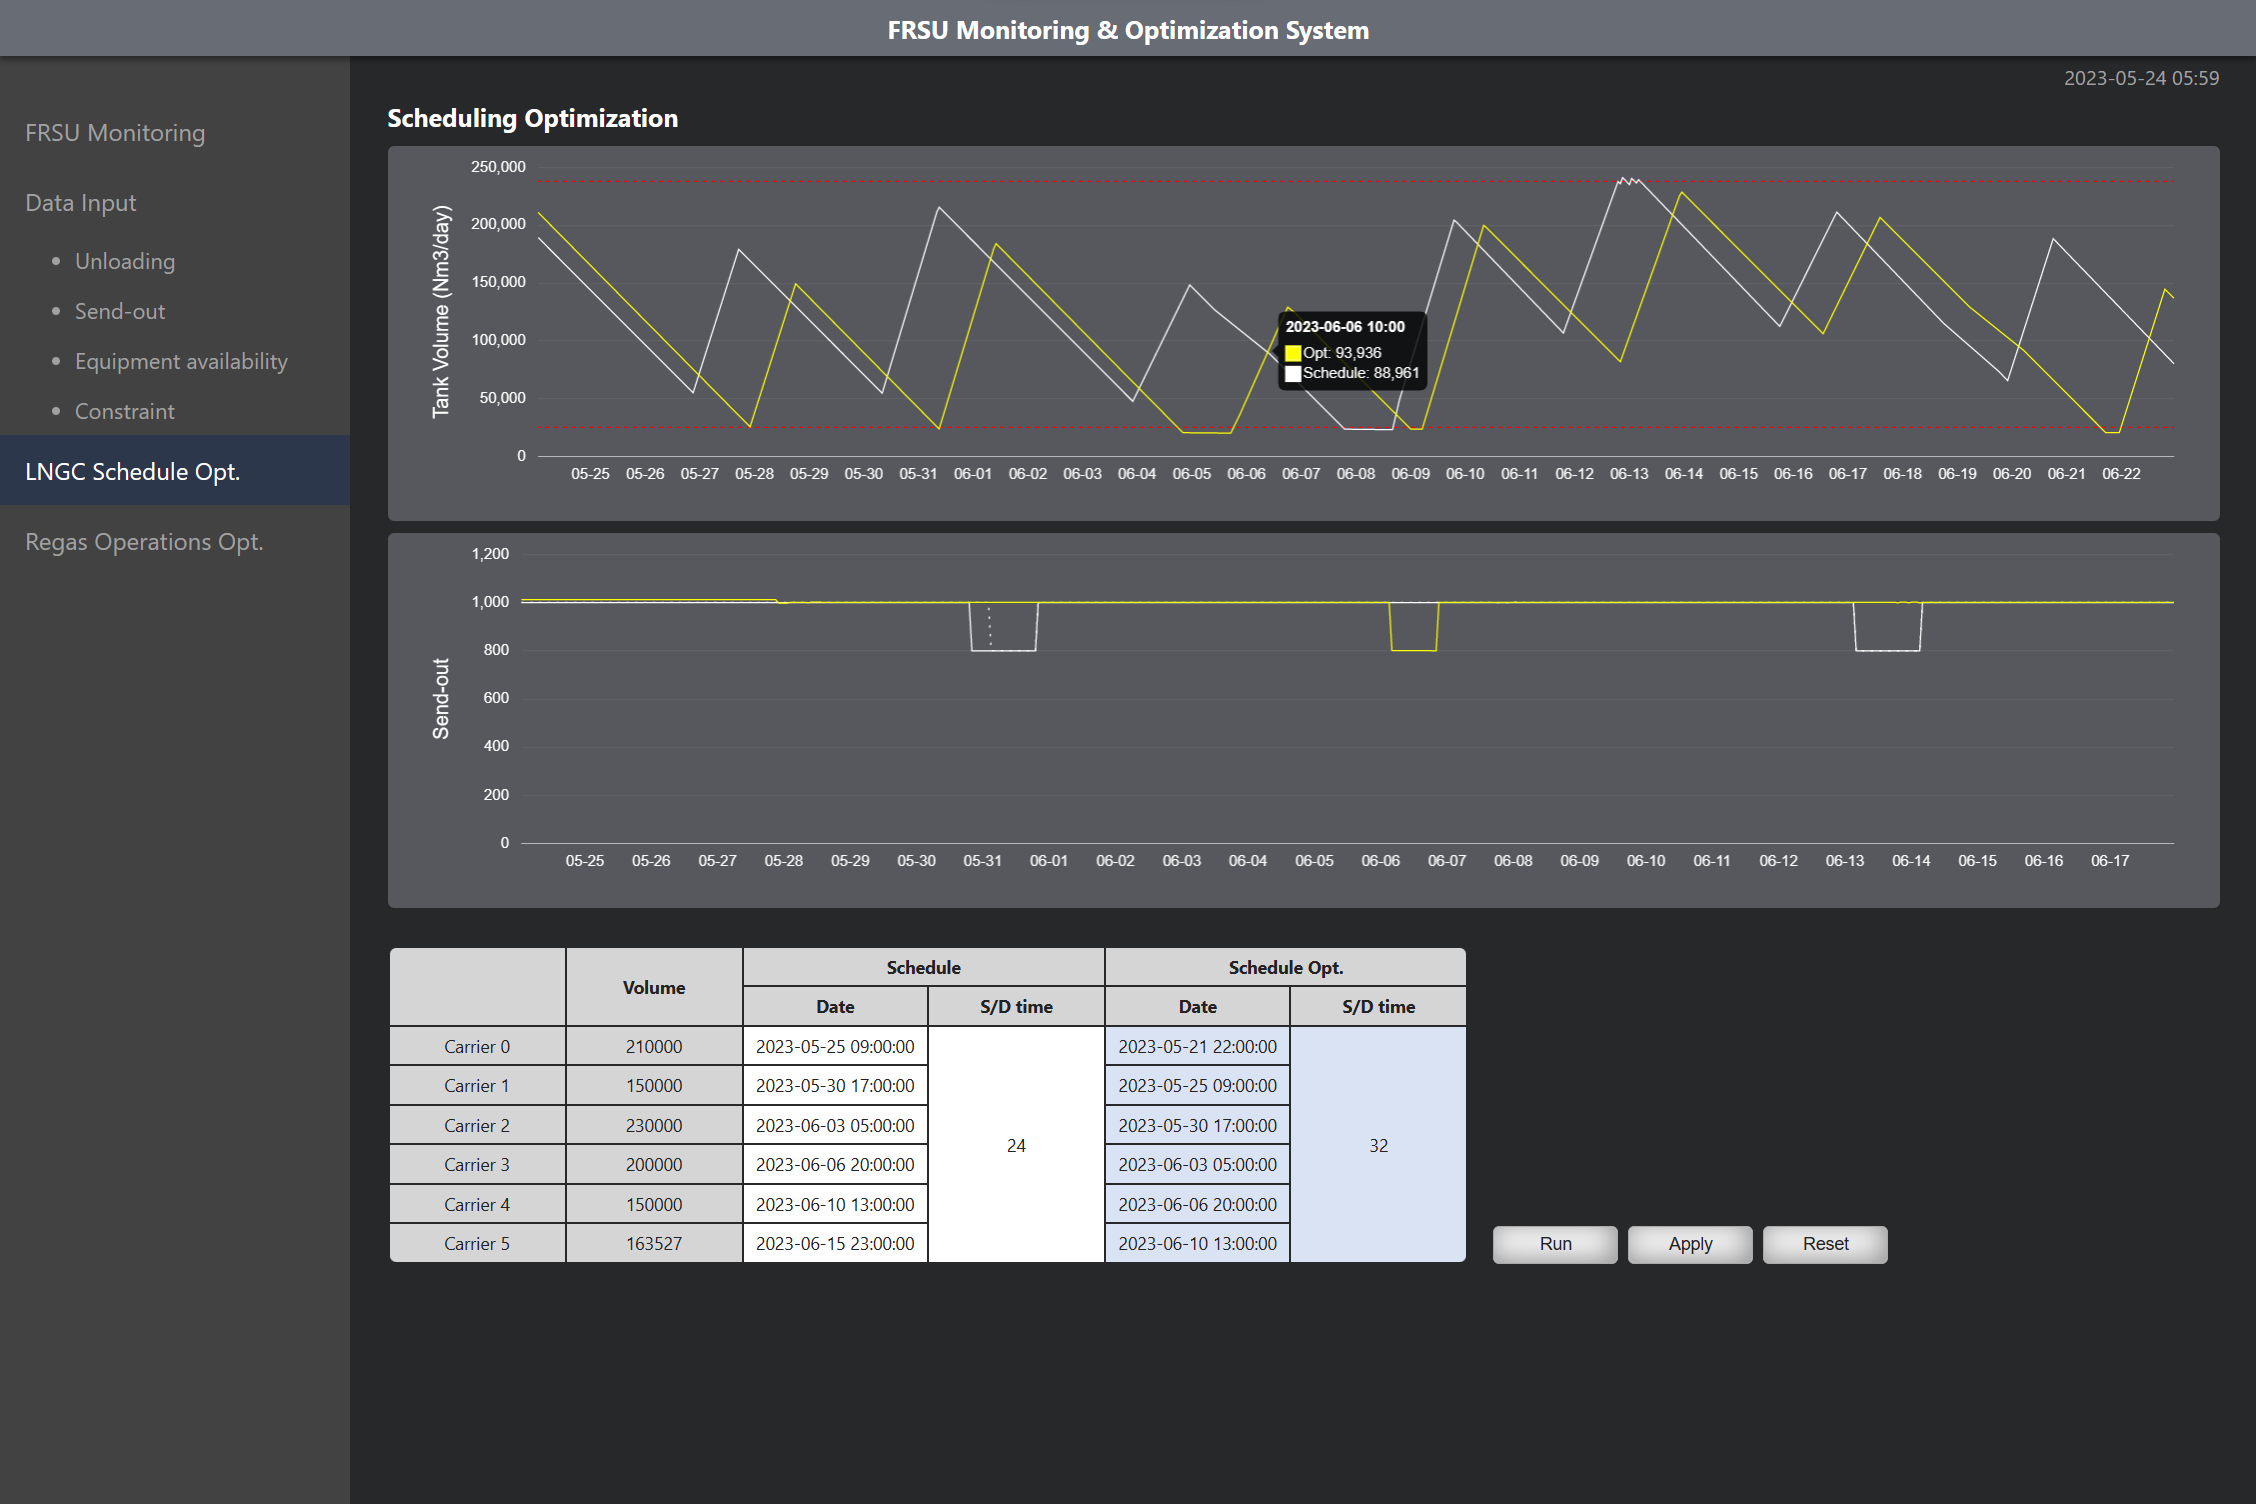 FRSU Monitoring & Optimization System
2023-05-24 05:59
FRSU Monitoring
Data Input
Unloading
Send-out
Equipment availability
Constraint
LNGC Schedule Opt.
Regas Operations Opt.
Scheduling Optimization
Tank Volume (Nm3/day)
250,000
200,000
150,000
100,000
50,000
0
05-25 05-26 05-27 05-28 05-29 05-30 05-31 06-01 06-02 06-03 06-04 06-05 06-06 06-07 06-08 06-09 06-10 06-11 06-12 06-13 06-14 06-15 06-16 06-17 06-18 06-19 06-20 06-21 06-22
2023-06-06 10:00
Opt: 93,936
Schedule: 88,961
Send-out
1,200
1,000
800
600
400
200
0
05-25 05-26 05-27 05-28 05-29 05-30 05-31 06-01 06-02 06-03 06-04 06-05 06-06 06-07 06-08 06-09 06-10 06-11 06-12 06-13 06-14 06-15 06-16 06-17
Volume Schedule Schedule Opt.
Date S/D time Date S/D time
Carrier 0 210000 2023-05-25 09:00:00 2023-05-21 22:00:00
Carrier 1 150000 2023-05-30 17:00:00 2023-05-25 09:00:00
Carrier 2 230000 2023-06-03 05:00:00 24 2023-05-30 17:00:00 32
Carrier 3 200000 2023-06-06 20:00:00 2023-06-03 05:00:00
Carrier 4 150000 2023-06-10 13:00:00 2023-06-06 20:00:00
Carrier 5 163527 2023-06-15 23:00:00 2023-06-10 13:00:00
Run Apply Reset